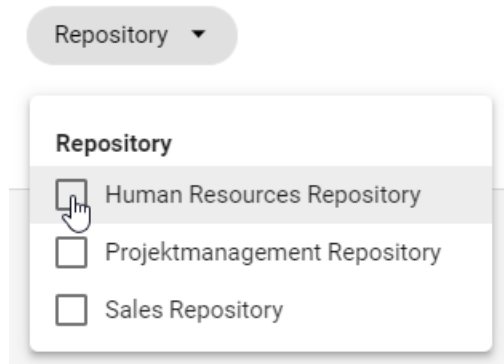 Repository
Repository
Human Resources Repository
Projektmanagement Repository
Sales Repository